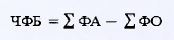 ЧФБ = ∑ ФА − ∑ ФО